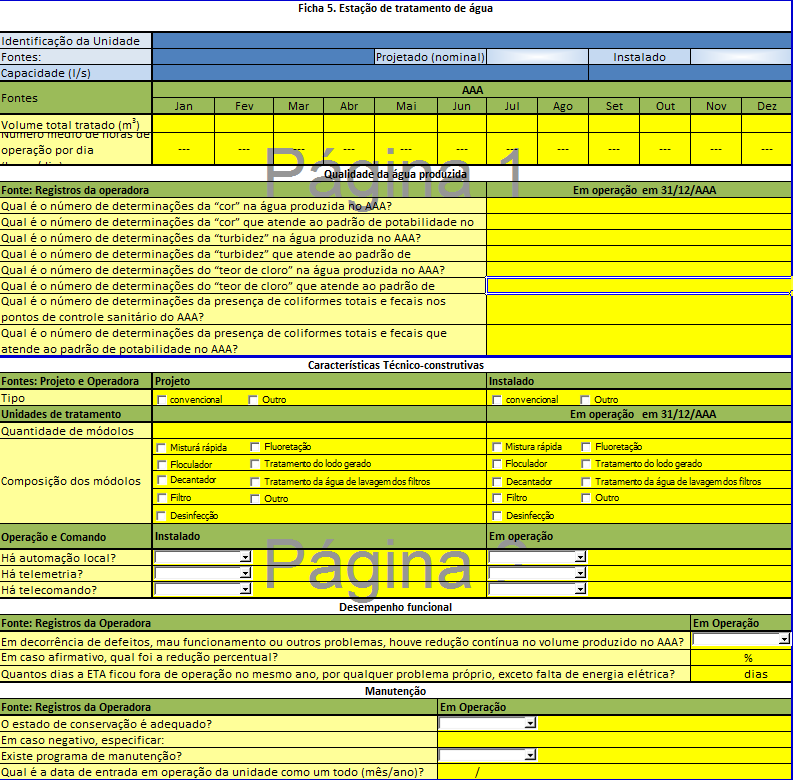 Ficha 5. Estação de tratamento de água
Identificação da Unidade
Fontes: Projetado (nominal) Instalado
Capacidade (l/s)
Fontes AAA
Jan Fev Mar Abr Mai Jun Jul Ago Set Out Nov Dez
Volume total tratado (m³)
Número médio de horas de
operação por dia --- --- --- --- --- --- --- --- --- --- --- ---
Página 1
Qualidade da água produzida
Fonte: Registros da operadora Em operação em 31/12/AAA
Qual é o número de determinações da “cor” na água produzida no AAA?
Qual é o número de determinações da “cor” que atende ao padrão de potabilidade no
Qual é o número de determinações da “turbidez” na água produzida no AAA?
Qual é o número de determinações da “turbidez” que atende ao padrão de
Qual é o número de determinações do “teor de cloro” na água produzida no AAA?
Qual é o número de determinações do “teor de cloro” que atende ao padrão de
Qual é o número de determinações da presença de coliformes totais e fecais nos
pontos de controle sanitário do AAA?
Qual é o número de determinações da presença de coliformes totais e fecais que
atende ao padrão de potabilidade no AAA?
Características Técnico-construtivas
Fontes: Projeto e Operadora Projeto Instalado
Tipo convencional Outro convencional Outro
Unidades de tratamento Em operação em 31/12/AAA
Quantidade de módolos
Composição dos módolos
Misturá rápida Fluoretação Mistura rápida Fluoretação
Floculador Tratamento do lodo gerado Floculador Tratamento do lodo gerado
Decantador Tratamento da água de lavagem dos filtros Decantador Tratamento da água de lavagem dos filtros
Filtro Outro Filtro Outro
Desinfecção Desinfecção
Operação e Comando Instalado Em operação
Há automação local?
Há telemetria?
Há telecomando?
Página
Desempenho funcional
Fonte: Registros da Operadora Em Operação
Em decorrência de defeitos, mau funcionamento ou outros problemas, houve redução contínua no volume produzido no AAA?
Em caso afirmativo, qual foi a redução percentual? %
Quantos dias a ETA ficou fora de operação no mesmo ano, por qualquer problema próprio, exceto falta de energia elétrica? dias
Manutenção
Fonte: Registros da Operadora Em Operação
O estado de conservação é adequado?
Em caso negativo, especificar:
Existe programa de manutenção?
Qual é a data de entrada em operação da unidade como um todo (mês/ano)? /